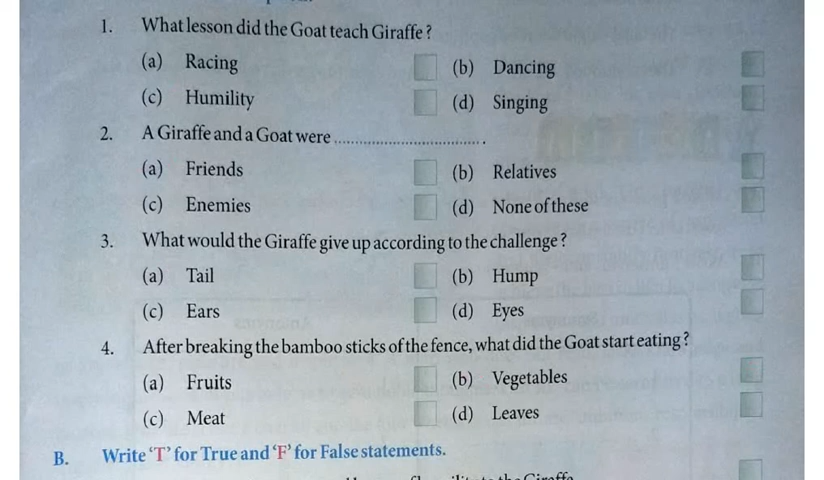 1. What lesson did the Goat teach Giraffe?
(a) Racing (b) Dancing
(c) Humility (d) Singing
2. A Giraffe and a Goat were ........................................ .
(a) Friends (b) Relatives
(c) Enemies (d) None of these
3. What would the Giraffe give up according to the challenge?
(a) Tail (b) Hump
(c) Ears (d) Eyes
4. After breaking the bamboo sticks of the fence, what did the Goat start eating?
(a) Fruits (b) Vegetables
(c) Meat (d) Leaves
B. Write 'T' for True and 'F' for False statements.
the Giraffe